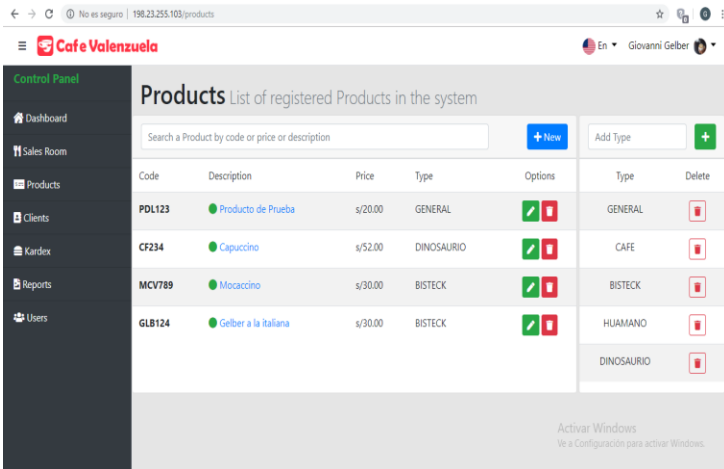 No es seguro | 198.23.255.103/products
Cafe Valenzuela
En
Giovanni Gelber
Control Panel
Dashboard
Sales Room
Products
Clients
Kardex
Reports
Users
Products List of registered Products in the system
Search a Product by code or price or description
+ New
Code Description Price Type Options
PDL123 Producto de Prueba s/20.00 GENERAL
CF234 Capuccino s/52.00 DINOSAURIO
MCV789 Mocaccino s/30.00 BISTECK
GLB124 Gelber a la italiana s/30.00 BISTECK
Add Type
+
Type Delete
GENERAL
CAFE
BISTECK
HUAMANO
DINOSAURIO
Activar Windows
Ve a Configuración para activar Windows.